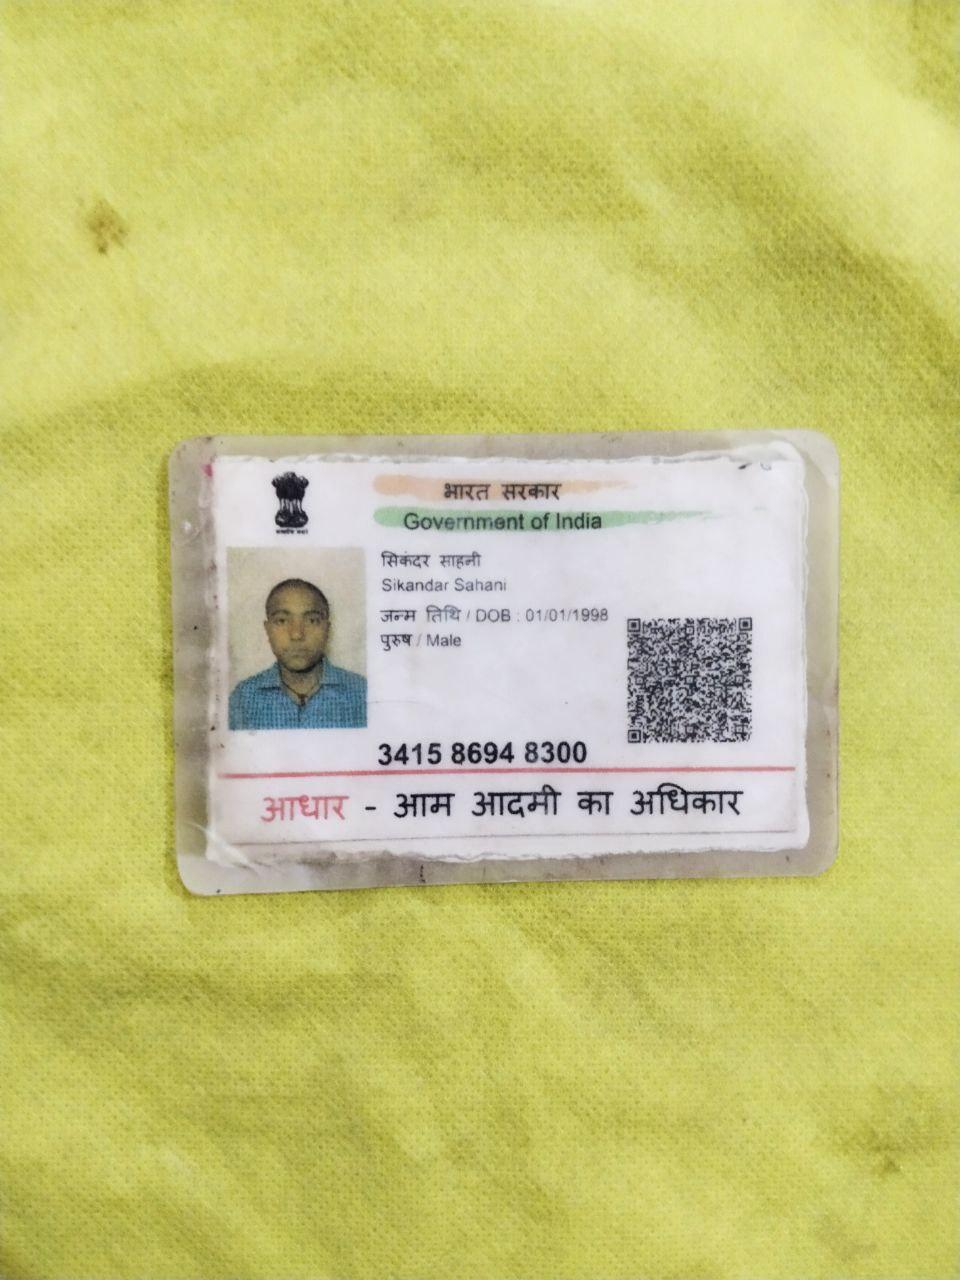 भारत सरकार
Government of India
सिकंदर साहनी
Sikandar Sahani
जन्म तिथि / DOB : 01/01/1998
पुरुष / Male
3415 8694 8300
आधार - आम आदमी का अधिकार